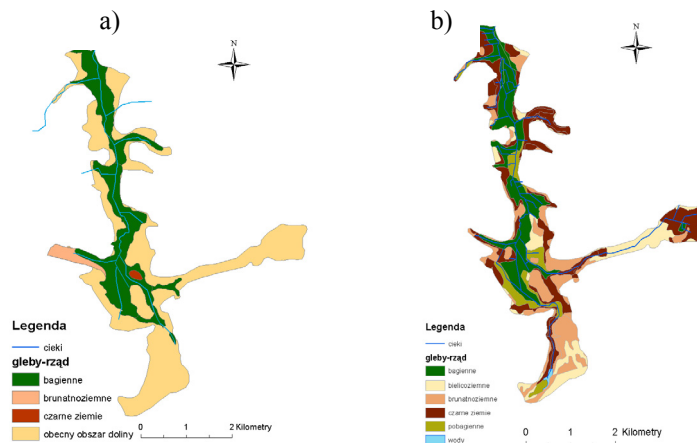 a)
N
Legenda
cieki
gleby-rząd
bagienne
brunatnoziemne
czarne ziemie
obecny obszar doliny
0 1 2 Kilometry
b)
N
Legenda
cieki
gleby-rząd
bagienne
bielicoziemne
brunatnoziemne
czarne ziemie
pobagienne
wody
0 1 2 Kilometry